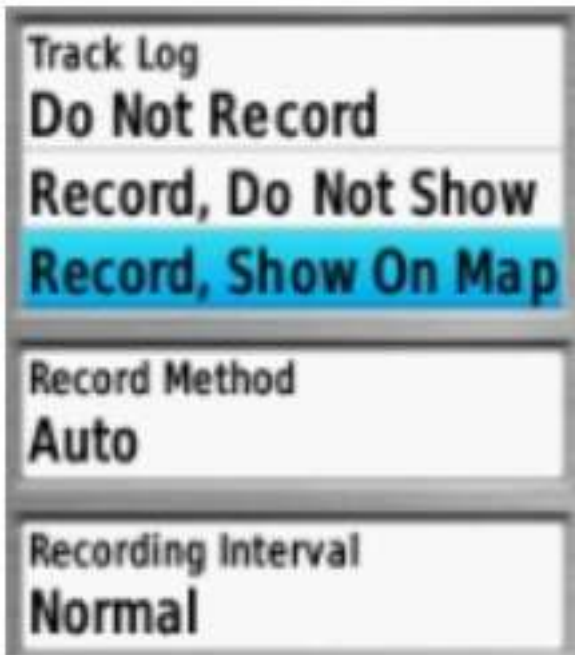 Track Log
Do Not Record
Record, Do Not Show
Record, Show On Map
Record Method
Auto
Recording Interval
Normal